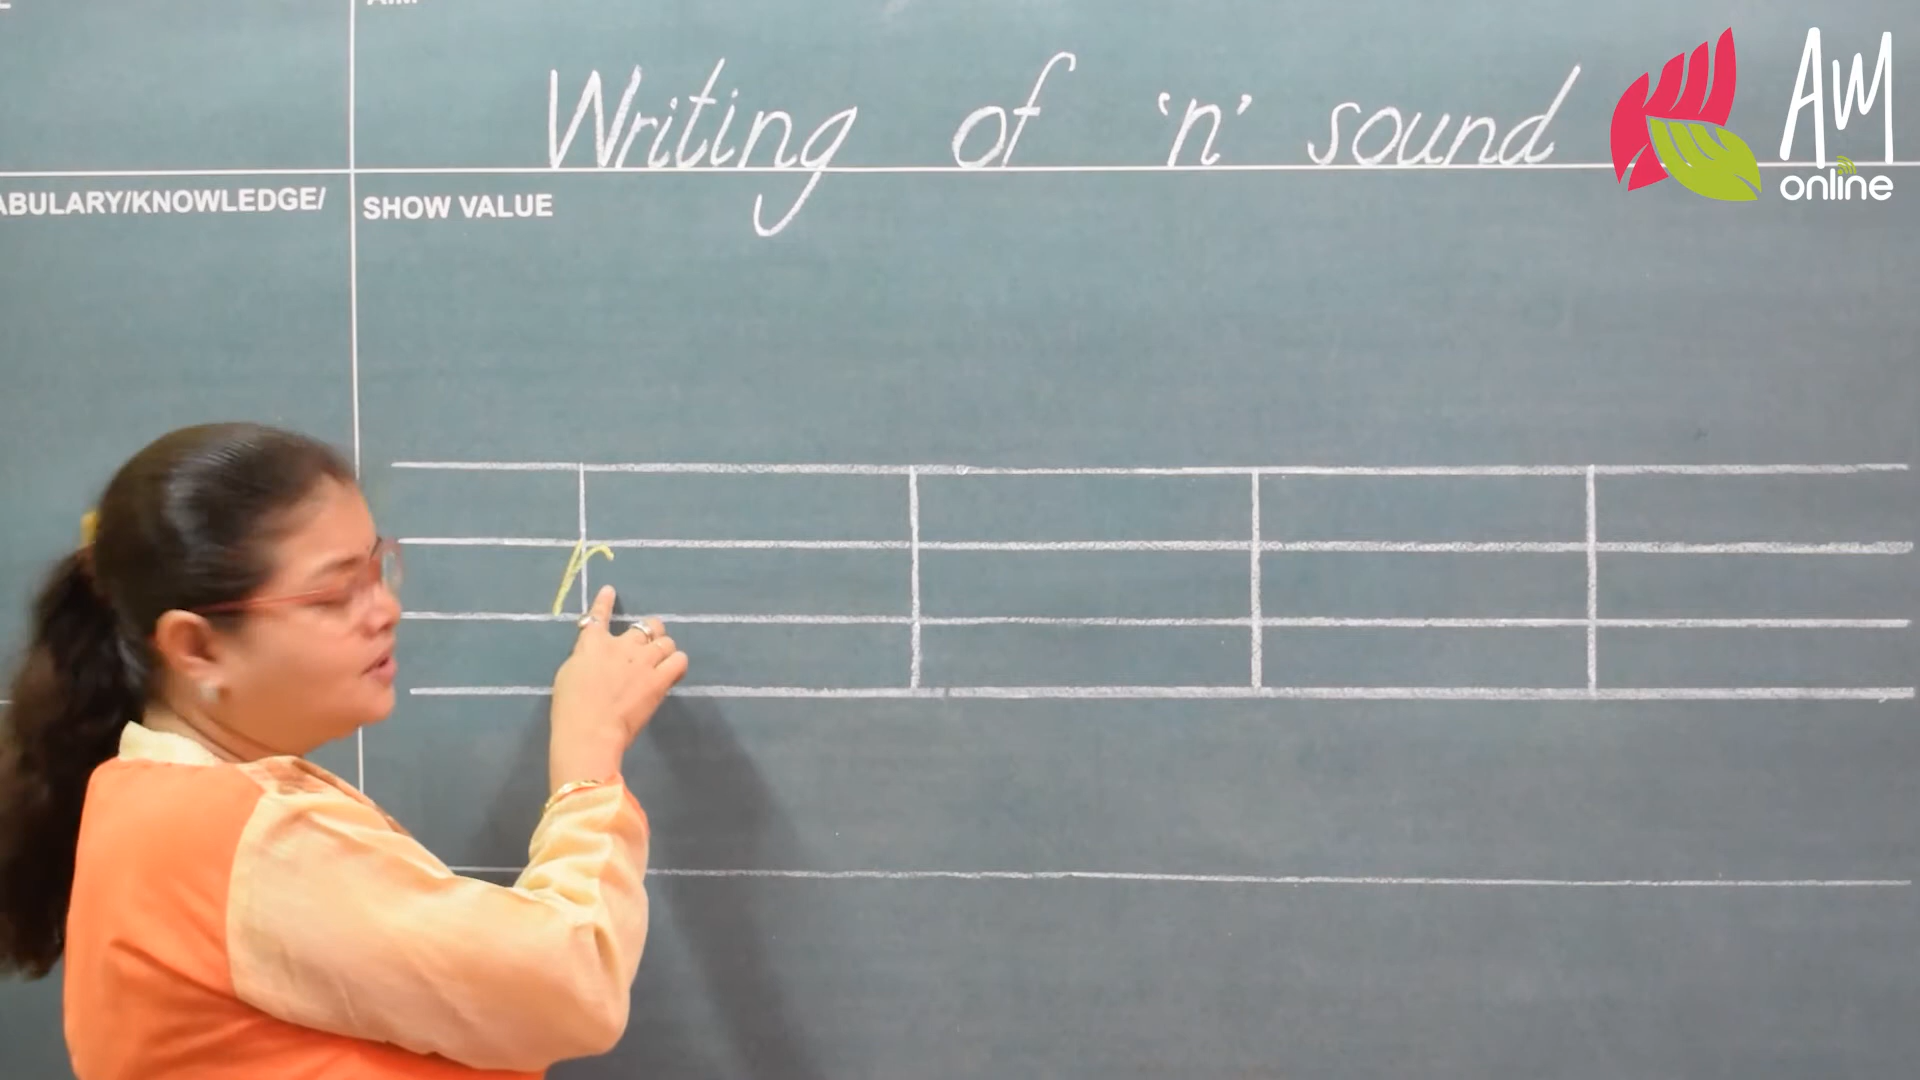 Writing of 'n' sound
AM
online
ABULARY/KNOWLEDGE/
SHOW VALUE
r